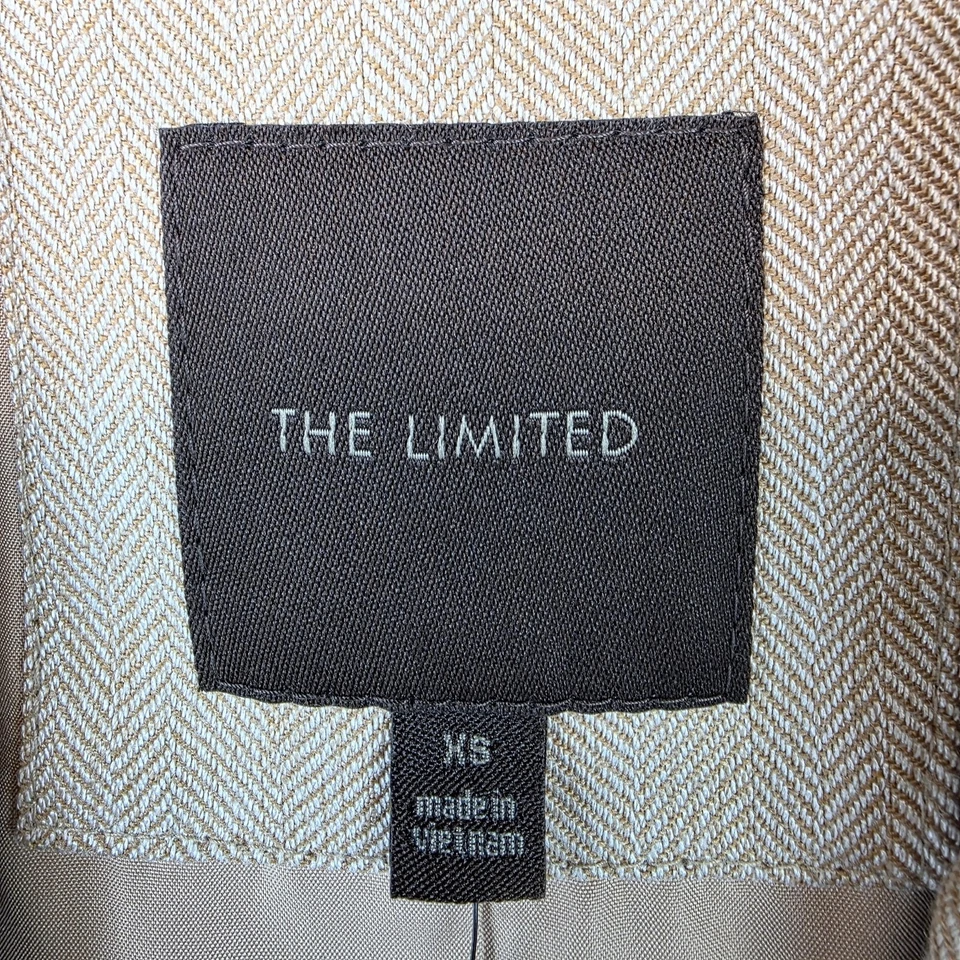 THE LIMITED
XS
made in
vietnam